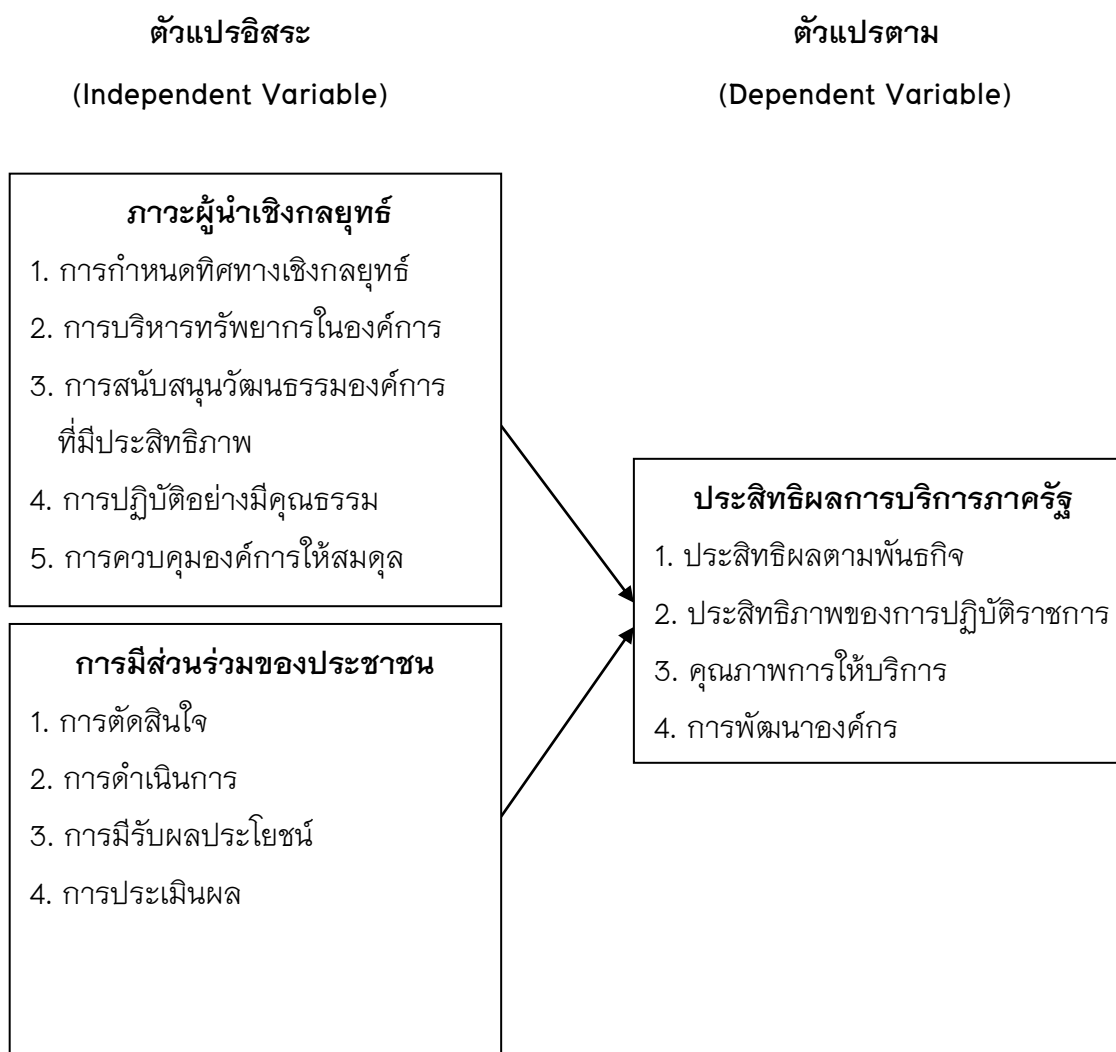 ตัวแปรอิสระ
(Independent Variable)
ตัวแปรตาม
(Dependent Variable)
ภาวะผู้นำเชิงกลยุทธ์
1. การกำหนดทิศทางเชิงกลยุทธ์
2. การบริหารทรัพยากรในองค์การ
3. การสนับสนุนวัฒนธรรมองค์การ
ที่มีประสิทธิภาพ
4. การปฏิบัติอย่างมีคุณธรรม
5. การควบคุมองค์การให้สมดุล
การมีส่วนร่วมของประชาชน
1. การตัดสินใจ
2. การดำเนินการ
3. การมีรับผลประโยชน์
4. การประเมินผล
ประสิทธิผลการบริการภาครัฐ
1. ประสิทธิผลตามพันธกิจ
2. ประสิทธิภาพของการปฏิบัติราชการ
3. คุณภาพการให้บริการ
4. การพัฒนาองค์กร